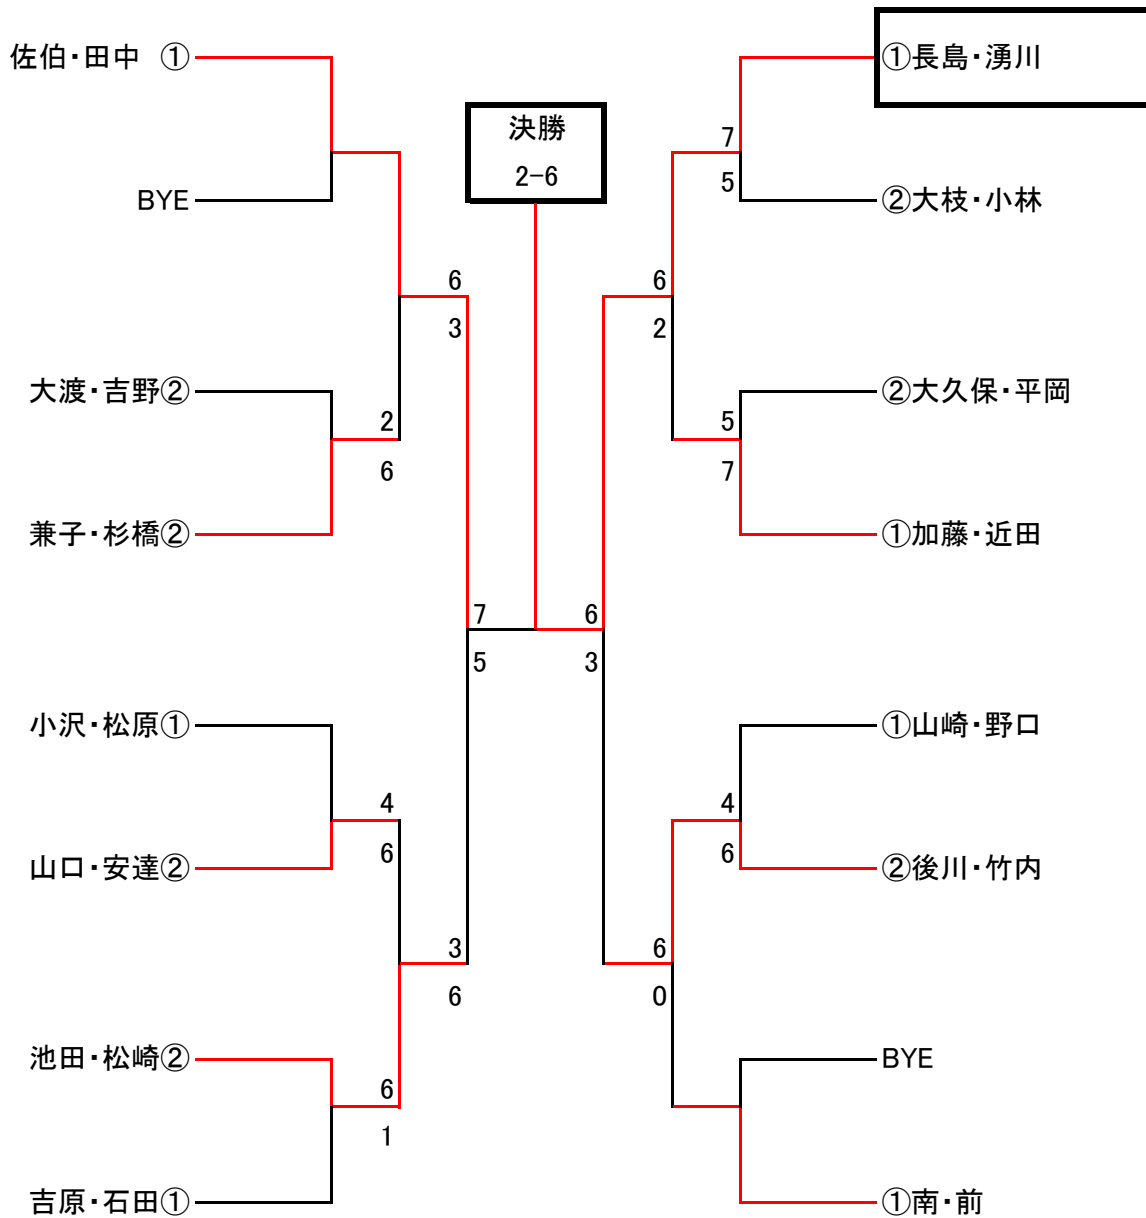 佐伯・田中 ①
BYE
6
3
大渡・吉野②
2
6
兼子・杉橋②
7
5
小沢・松原①
4
6
山口・安達②
3
6
池田・松崎②
6
1
吉原・石田①
決勝
2-6
①長島・湧川
7
5
②大枝・小林
6
2
②大久保・平岡
5
7
①加藤・近田
6
3
①山崎・野口
4
6
②後川・竹内
6
0
BYE
①南・前